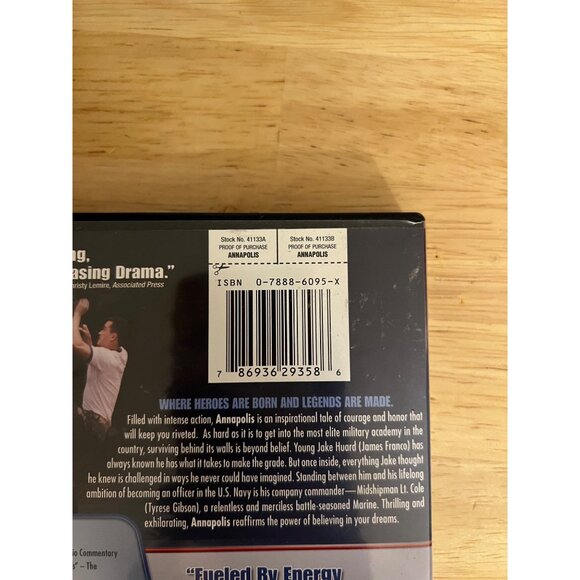 Stock No. 41133A
PROOF OF PURCHASE
ANNAPOLIS
Stock No. 41133B
PROOF OF PURCHASE
ANNAPOLIS
ISBN 0-7888-6095-X
7 86936 29358 6
asing Drama."
Christy Lemire, Associated Press
WHERE HEROES ARE BORN AND LEGENDS ARE MADE.
Filled with intense action, Annapolis is an inspirational tale of courage and honor that
will keep you riveted. As hard as it is to get into the most elite military academy in the
country, surviving behind its walls is beyond belief. Young Jake Huard (James Franco) has
always known he has what it takes to make the grade. But once inside, everything Jake thought
he knew is challenged in ways he never could have imagined. Standing between him and his lifelong
ambition of becoming an officer in the U.S. Navy is his company commander—Midshipman Lt. Cole
(Tyrese Gibson), a relentless and merciless battle-seasoned Marine. Thrilling and
exhilarating, Annapolis reaffirms the power of believing in your dreams.
dio Commentary
s" – The
"Fueled By Energy